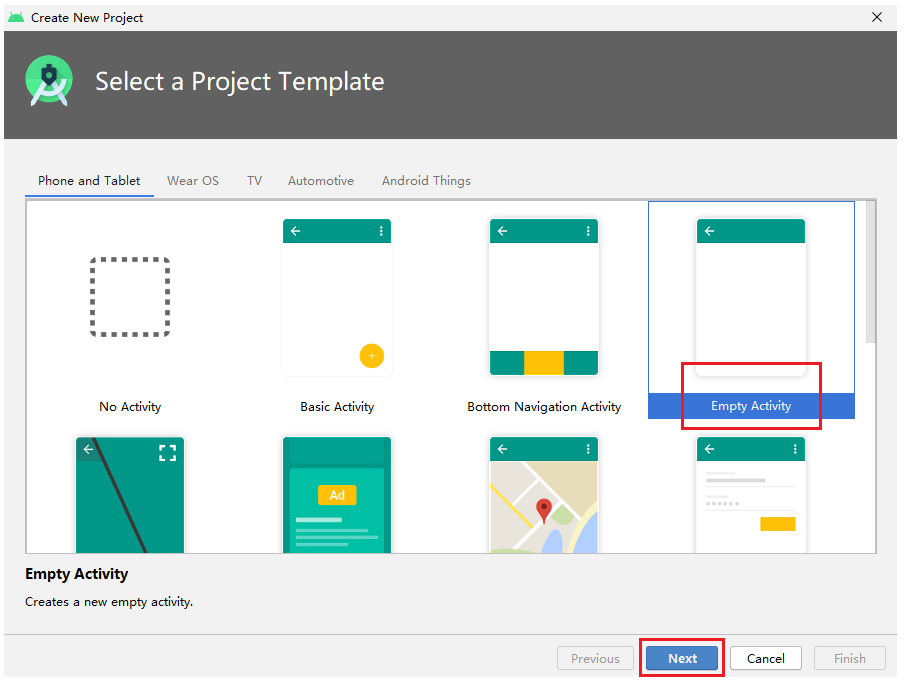 Create New Project
Select a Project Template
Phone and Tablet
Wear OS
TV
Automotive
Android Things
No Activity
Basic Activity
Bottom Navigation Activity
Empty Activity
Ad
Empty Activity
Creates a new empty activity.
Previous
Next
Cancel
Finish